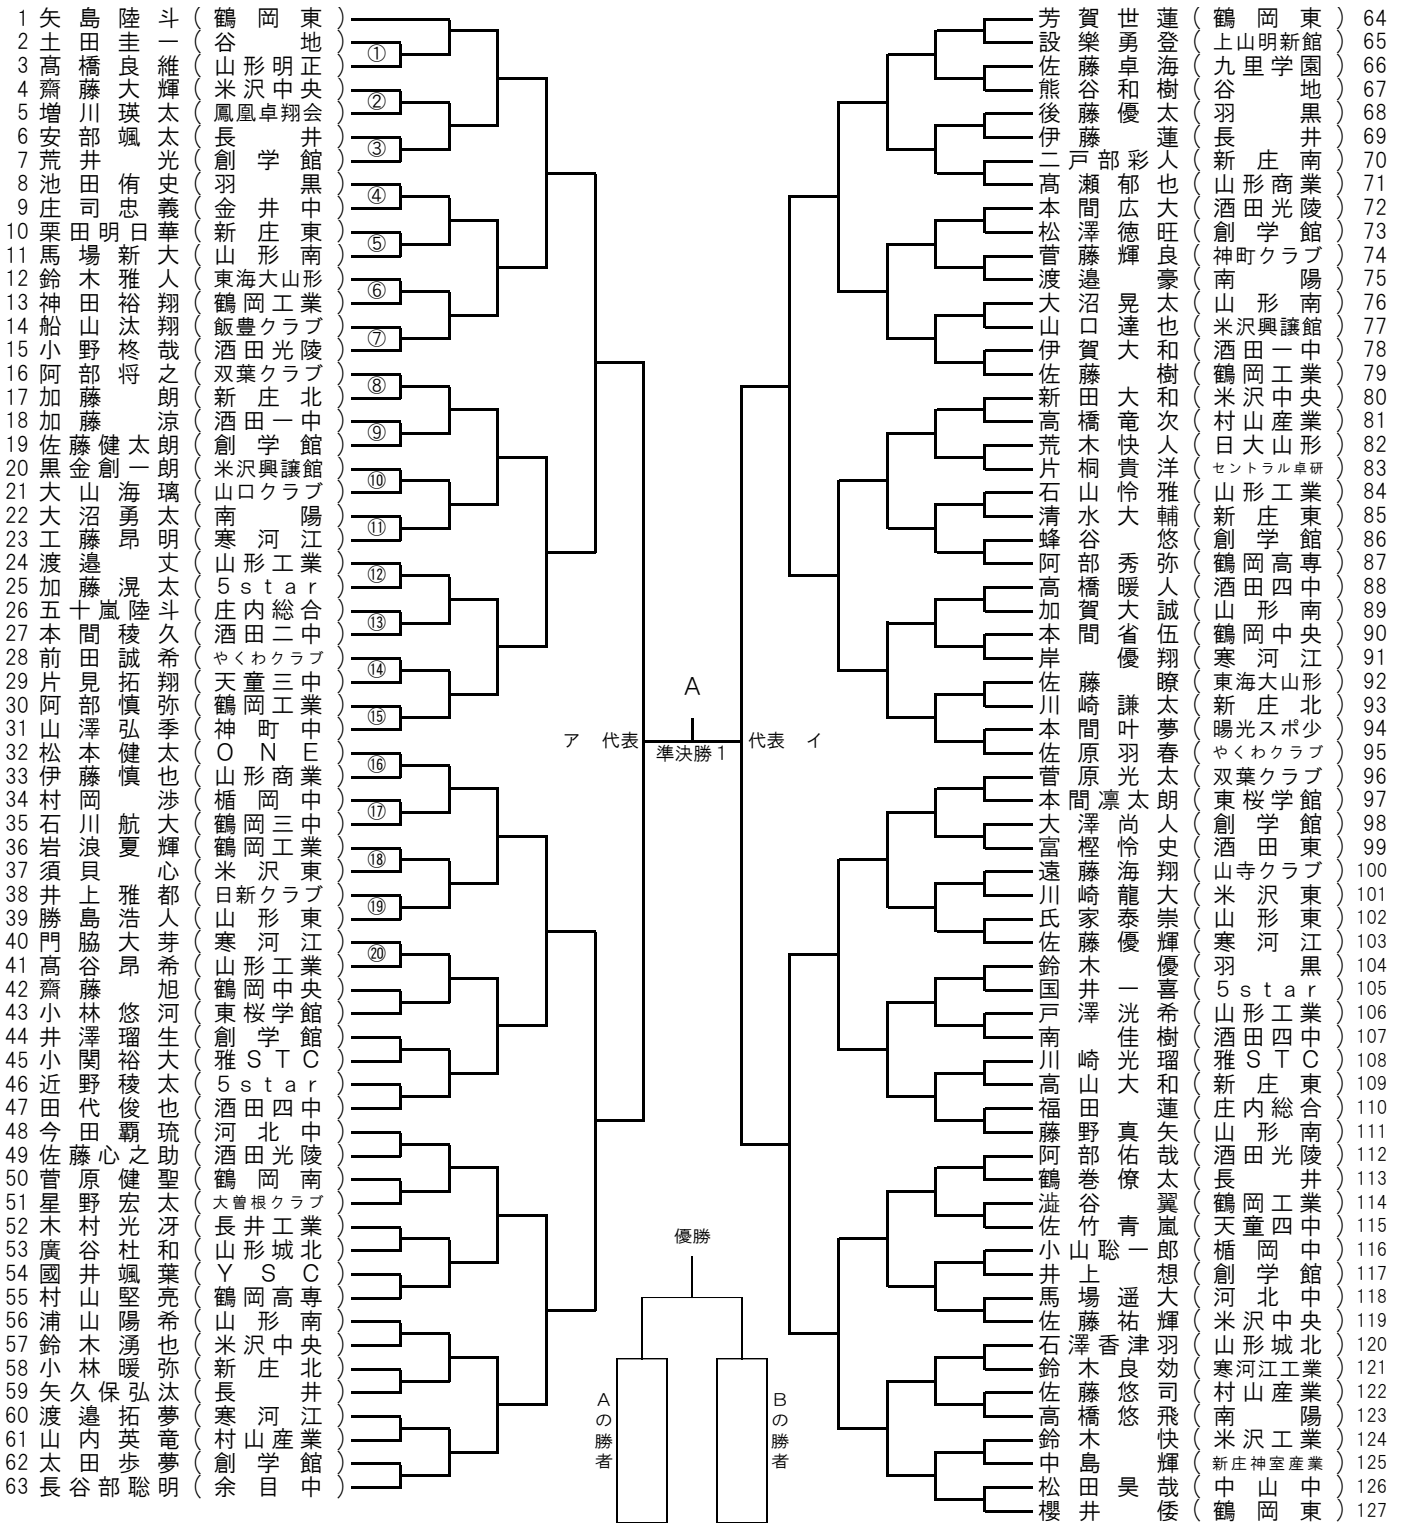 1 矢島陸斗 ( 鶴岡東 )
2 土田圭一 ( 谷地 )
①
3 髙橋良維 ( 山形明正 )
4 齋藤大輝 ( 米沢中央 )
②
5 増川瑛太 ( 鳳凰卓翔会 )
6 安部颯太 ( 長井 )
③
7 荒井光 ( 創学館 )
8 池田侑史 ( 羽黒 )
④
9 庄司忠義 ( 金井中 )
10 栗田明日華 ( 新庄東 )
⑤
11 馬場新大 ( 山形南 )
12 鈴木雅人 ( 東海大山形 )
⑥
13 神田裕翔 ( 鶴岡工業 )
14 船山汰翔 ( 飯豊クラブ )
⑦
15 小野柊哉 ( 酒田光陵 )
16 阿部将之 ( 双葉クラブ )
⑧
17 加藤朗 ( 新庄北 )
18 加藤涼 ( 酒田一中 )
⑨
19 佐藤健太朗 ( 創学館 )
20 黒金創一朗 ( 米沢興譲館 )
⑩
21 大山海璃 ( 山口クラブ )
22 大沼勇太 ( 南陽 )
⑪
23 工藤昂明 ( 寒河江 )
24 渡邉丈 ( 山形工業 )
⑫
25 加藤滉太 ( 5star )
26 五十嵐陸斗 ( 庄内総合 )
⑬
27 本間稜久 ( 酒田二中 )
28 前田誠希 ( やくわクラブ )
⑭
29 片見拓翔 ( 天童三中 )
30 阿部慎弥 ( 鶴岡工業 )
⑮
31 山澤弘季 ( 神町中 )
32 松本健太 ( ONE )
⑯
33 伊藤慎也 ( 山形商業 )
34 村岡渉 ( 楯岡中 )
⑰
35 石川航大 ( 鶴岡三中 )
36 岩浪夏輝 ( 鶴岡工業 )
⑱
37 須貝心 ( 米沢東 )
38 井上雅都 ( 日新クラブ )
⑲
39 勝島浩人 ( 山形東 )
40 門脇大芽 ( 寒河江 )
⑳
41 髙谷昂希 ( 山形工業 )
42 齋藤旭 ( 鶴岡中央 )
43 小林悠河 ( 東桜学館 )
44 井澤瑠生 ( 創学館 )
45 小関裕大 ( 雅STC )
46 近野稜太 ( 5star )
47 田代俊也 ( 酒田四中 )
48 今田覇琉 ( 河北中 )
49 佐藤心之助 ( 酒田光陵 )
50 菅原健聖 ( 鶴岡南 )
51 星野宏太 ( 大曽根クラブ )
52 木村光冴 ( 長井工業 )
53 廣谷杜和 ( 山形城北 )
54 國井颯葉 ( YSC )
55 村山堅亮 ( 鶴岡高専 )
56 浦山陽希 ( 山形南 )
57 鈴木湧也 ( 米沢中央 )
58 小林暖弥 ( 新庄北 )
59 矢久保弘汰 ( 長井 )
60 渡邉拓夢 ( 寒河江 )
61 山内英竜 ( 村山産業 )
62 太田歩夢 ( 創学館 )
63 長谷部聡明 ( 余目中 )
A
ア 代表
代表 イ
準決勝1
優勝
Aの勝者
Bの勝者
芳賀世蓮 ( 鶴岡東 ) 64
設樂勇登 ( 上山明新館 ) 65
佐藤卓海 ( 九里学園 ) 66
熊谷和樹 ( 谷地 ) 67
後藤優太 ( 羽黒 ) 68
伊藤蓮 ( 長井 ) 69
二戸部彩人 ( 新庄南 ) 70
髙瀬郁也 ( 山形商業 ) 71
本間広大 ( 酒田光陵 ) 72
松澤徳旺 ( 創学館 ) 73
菅藤輝良 ( 神町クラブ ) 74
渡邉豪 ( 南陽 ) 75
大沼晃太 ( 山形南 ) 76
山口達也 ( 米沢興譲館 ) 77
伊賀大和 ( 酒田一中 ) 78
佐藤樹 ( 鶴岡工業 ) 79
新田大和 ( 米沢中央 ) 80
高橋竜次 ( 村山産業 ) 81
荒木快人 ( 日大山形 ) 82
片桐貴洋 ( セントラル卓研 ) 83
石山怜雅 ( 山形工業 ) 84
清水大輔 ( 新庄東 ) 85
蜂谷悠 ( 創学館 ) 86
阿部秀弥 ( 鶴岡高専 ) 87
高橋暖人 ( 酒田四中 ) 88
加賀大誠 ( 山形南 ) 89
本間省伍 ( 鶴岡中央 ) 90
岸優翔 ( 寒河江 ) 91
佐藤瞭 ( 東海大山形 ) 92
川崎謙太 ( 新庄北 ) 93
本間叶夢 ( 暘光スポ少 ) 94
佐原羽春 ( やくわクラブ ) 95
菅原光太 ( 双葉クラブ ) 96
本間凛太朗 ( 東桜学館 ) 97
大澤尚人 ( 創学館 ) 98
富樫怜史 ( 酒田東 ) 99
遠藤海翔 ( 山寺クラブ ) 100
川崎龍大 ( 米沢東 ) 101
氏家泰崇 ( 山形東 ) 102
佐藤優輝 ( 寒河江 ) 103
鈴木優 ( 羽黒 ) 104
国井一喜 ( 5star ) 105
戸澤洸希 ( 山形工業 ) 106
南佳樹 ( 酒田四中 ) 107
川崎光瑠 ( 雅STC ) 108
高山大和 ( 新庄東 ) 109
福田蓮 ( 庄内総合 ) 110
藤野真矢 ( 山形南 ) 111
阿部佑哉 ( 酒田光陵 ) 112
鶴巻僚太 ( 長井 ) 113
澁谷翼 ( 鶴岡工業 ) 114
佐竹青嵐 ( 天童四中 ) 115
小山聡一郎 ( 楯岡中 ) 116
井上想 ( 創学館 ) 117
馬場遥大 ( 河北中 ) 118
佐藤祐輝 ( 米沢中央 ) 119
石澤香津羽 ( 山形城北 ) 120
鈴木良効 ( 寒河江工業 ) 121
佐藤悠司 ( 村山産業 ) 122
高橋悠飛 ( 南陽 ) 123
鈴木快 ( 米沢工業 ) 124
中島輝 ( 新庄神室産業 ) 125
松田昊哉 ( 中山中 ) 126
櫻井倭 ( 鶴岡東 ) 127